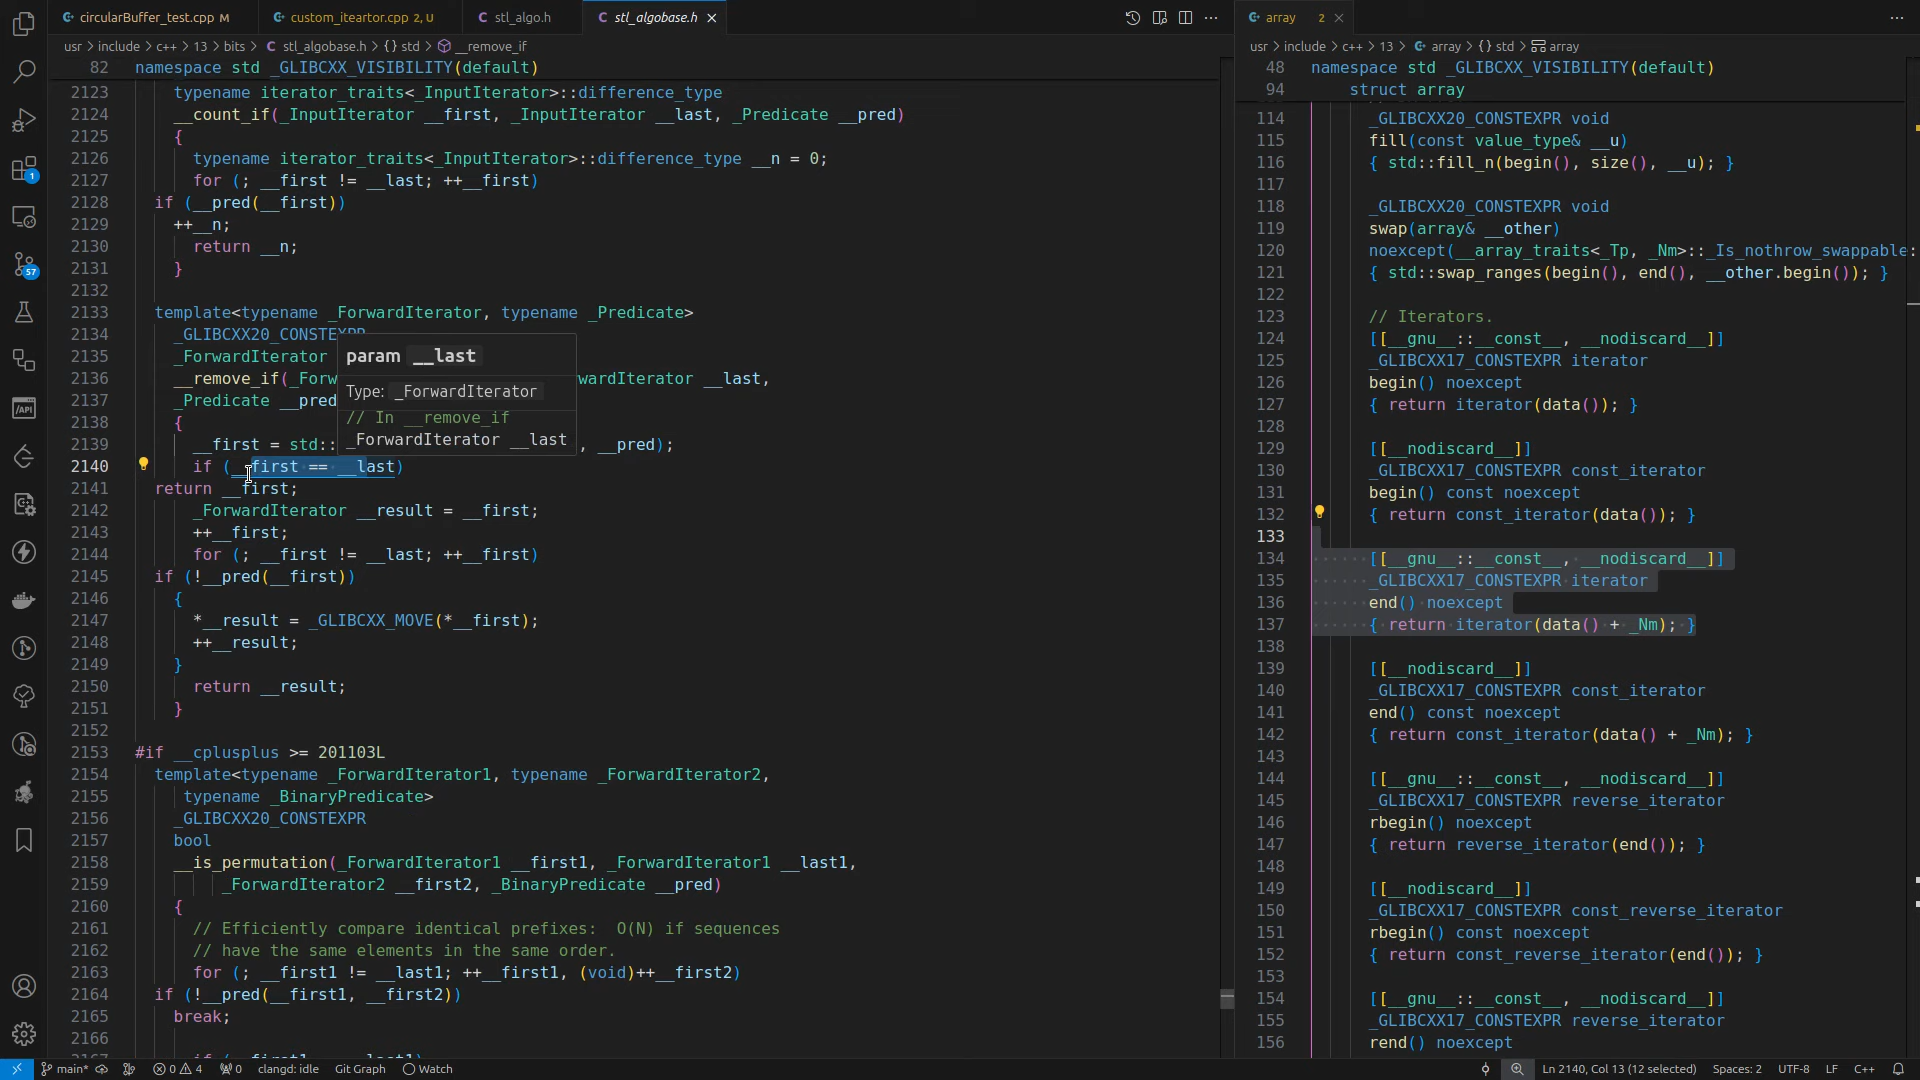 circularBuffer_test.cpp M
custom_iteartor.cpp 2, U
stl_algo.h
stl_algobase.h
usr > include > c++ > 13 > bits > stl_algobase.h > {} std > __remove_if
82 namespace std _GLIBCXX_VISIBILITY(default)
2123 typename iterator_traits<_InputIterator>::difference_type
2124 __count_if(_InputIterator __first, _InputIterator __last, _Predicate __pred)
2125 {
2126 typename iterator_traits<_InputIterator>::difference_type __n = 0;
2127 for (; __first != __last; ++__first)
2128 if (__pred(__first))
2129 ++__n;
2130 return __n;
2131 }
2132
2133 template<typename _ForwardIterator, typename _Predicate>
2134 _GLIBCXX20_CONSTEXPR
2135 _ForwardIterator
2136 __remove_if(_Forw wardIterator __last,
2137 _Predicate __pred
2138 {
2139 __first = std:: , __pred);
2140 if (__first == __last)
2141 return __first;
2142 _ForwardIterator __result = __first;
2143 ++__first;
2144 for (; __first != __last; ++__first)
2145 if (!__pred(__first))
2146 {
2147 *__result = _GLIBCXX_MOVE(*__first);
2148 ++__result;
2149 }
2150 return __result;
2151 }
2152
2153 #if __cplusplus >= 201103L
2154 template<typename _ForwardIterator1, typename _ForwardIterator2,
2155 typename _BinaryPredicate>
2156 _GLIBCXX20_CONSTEXPR
2157 bool
2158 __is_permutation(_ForwardIterator1 __first1, _ForwardIterator1 __last1,
2159 _ForwardIterator2 __first2, _BinaryPredicate __pred)
2160 {
2161 // Efficiently compare identical prefixes:  O(N) if sequences
2162 // have the same elements in the same order.
2163 for (; __first1 != __last1; ++__first1, (void)++__first2)
2164 if (!__pred(__first1, __first2))
2165 break;
2166
param __last
Type: _ForwardIterator
// In __remove_if
_ForwardIterator __last
array 2
usr > include > c++ > 13 > array > {} std > array
48 namespace std _GLIBCXX_VISIBILITY(default)
94 struct array
114 _GLIBCXX20_CONSTEXPR void
115 fill(const value_type& __u)
116 { std::fill_n(begin(), size(), __u); }
117
118 _GLIBCXX20_CONSTEXPR void
119 swap(array& __other)
120 noexcept(__array_traits<_Tp, _Nm>::_Is_nothrow_swappable:
121 { std::swap_ranges(begin(), end(), __other.begin()); }
122
123 // Iterators.
124 [[__gnu__::__const__, __nodiscard__]]
125 _GLIBCXX17_CONSTEXPR iterator
126 begin() noexcept
127 { return iterator(data()); }
128
129 [[__nodiscard__]]
130 _GLIBCXX17_CONSTEXPR const_iterator
131 begin() const noexcept
132 { return const_iterator(data()); }
133
134 [[__gnu__::__const__, __nodiscard__]]
135 _GLIBCXX17_CONSTEXPR iterator
136 end() noexcept
137 { return iterator(data() + _Nm); }
138
139 [[__nodiscard__]]
140 _GLIBCXX17_CONSTEXPR const_iterator
141 end() const noexcept
142 { return const_iterator(data() + _Nm); }
143
144 [[__gnu__::__const__, __nodiscard__]]
145 _GLIBCXX17_CONSTEXPR reverse_iterator
146 rbegin() noexcept
147 { return reverse_iterator(end()); }
148
149 [[__nodiscard__]]
150 _GLIBCXX17_CONSTEXPR const_reverse_iterator
151 rbegin() const noexcept
152 { return const_reverse_iterator(end()); }
153
154 [[__gnu__::__const__, __nodiscard__]]
155 _GLIBCXX17_CONSTEXPR reverse_iterator
156 rend() noexcept
1
57
/API
main* 0 4 0 clangd: idle Git Graph Watch
Ln 2140, Col 13 (12 selected) Spaces: 2 UTF-8 LF C++